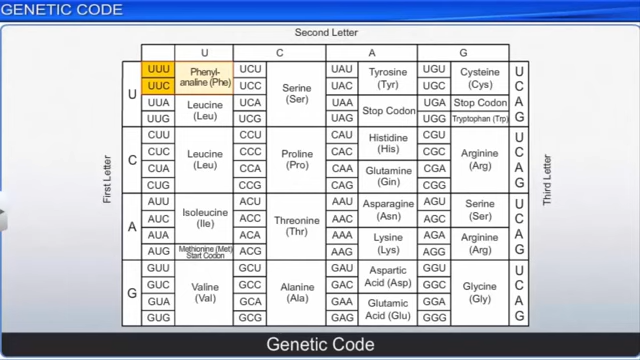 GENETIC CODE
Second Letter
U C A G
UUU Phenyl- UCU UAU Tyrosine UGU Cysteine U
UUC analine (Phe) UCC Serine UAC (Tyr) UGC (Cys) C
U UUA Leucine UCA (Ser) UAA Stop Codon UGA Stop Codon A
UUG (Leu) UCG UAG UGG Tryptophan (Trp) G
CUU CCU CAU Histidine CGU U
C CUC Leucine CCC Proline CAC (His) CGC Arginine C
CUA (Leu) CCA (Pro) CAA Glutamine CGA (Arg) A
CUG CCG CAG (Gin) CGG G
First Letter
Third Letter
AUU Isoleucine ACU AAU Asparagine AGU Serine U
A AUC (Ile) ACC Threonine AAC (Asn) AGC (Ser) C
AUA ACA (Thr) AAA Lysine AGA Arginine A
AUG Methionine (Met) ACG AAG (Lys) AGG (Arg) G
Start Codon
GUU GCU GAU Aspartic GGU U
G GUC Valine GCC Alanine GAC Acid (Asp) GGC Glycine C
GUA (Val) GCA (Ala) GAA Glutamic GGA (Gly) A
GUG GCG GAG Acid (Glu) GGG G
Genetic Code